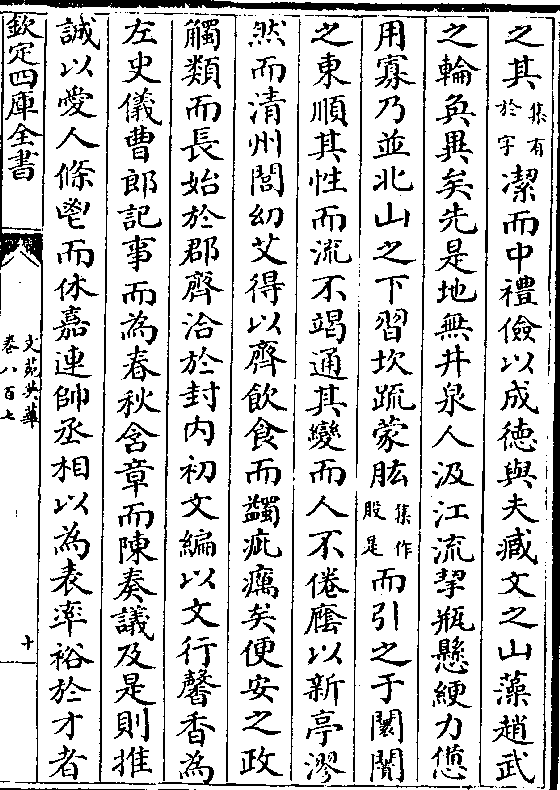 之其集有於字潔而中禮儉以成德與夫臧文之山藻趙武
之輪奐異矣先是地無井泉人汲江流挈瓶懸綆力憊
用寡乃並北山之下習坎疏蒙肱集作股是而引之于闤闠
之東順其性而流不竭通其變而人不倦廕以新亭漻
然而清州閭幼艾得以齊飲食而蠲疵癘矣便安之政
觸類而長始於郡齊洽於封内初文編以文行馨香為
左史儀曹郎記事而為春秋含章而陳奏議及是則推
誠以愛人條鬯而休嘉連帥丞相以為表率裕於才者
欽定四庫全書
文苑英華
卷八百七
十